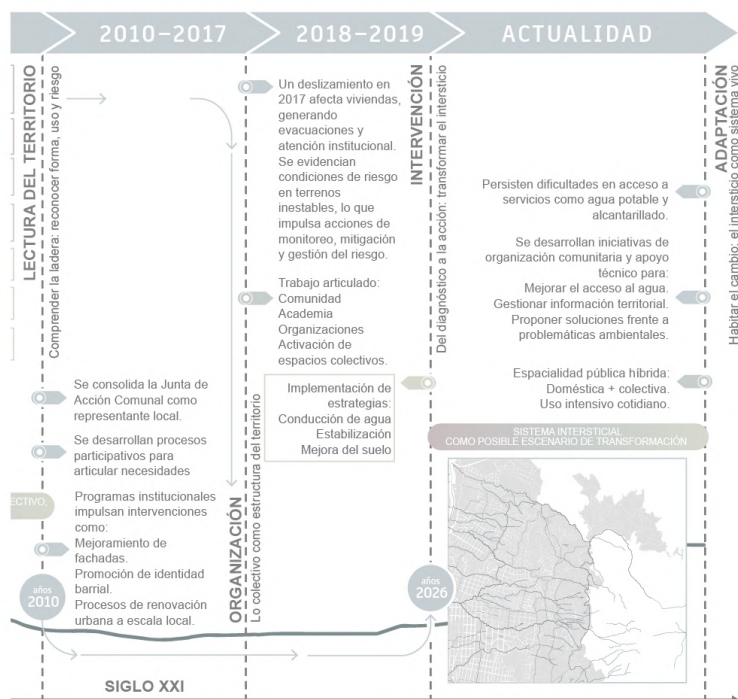 2010–2017
2018–2019
ACTUALIDAD
LECTURA DEL TERRITORIO
Comprender la ladera: reconocer forma, uso y riesgo
Se consolida la Junta de
Acción Comunal como
representante local.
Se desarrollan procesos
participativos para
articular necesidades
ECTIVO,
Programas institucionales
impulsan intervenciones
como:
Mejoramiento de
fachadas.
Promoción de identidad
barrial.
Procesos de renovación
urbana a escala local.
años
2010
ORGANIZACIÓN
Lo colectivo como estructura del territorio
Un deslizamiento en
2017 afecta viviendas,
generando
evacuaciones y
atención institucional.
Se evidencian
condiciones de riesgo
en terrenos
inestables, lo que
impulsa acciones de
monitoreo, mitigación
y gestión del riesgo.
Trabajo articulado:
Comunidad
Academia
Organizaciones
Activación de
espacios colectivos.
Implementación de
estrategias:
Conducción de agua
Estabilización
Mejora del suelo
INTERVENCIÓN
Del diagnóstico a la acción: transformar el intersticio
años
2026
Persisten dificultades en acceso a
servicios como agua potable y
alcantarillado.
Se desarrollan iniciativas de
organización comunitaria y apoyo
técnico para:
Mejorar el acceso al agua.
Gestionar información territorial.
Proponer soluciones frente a
problemáticas ambientales.
Espacialidad pública híbrida:
Doméstica + colectiva.
Uso intensivo cotidiano.
SISTEMA INTERSTICIAL
COMO POSIBLE ESCENARIO DE TRANSFORMACIÓN
ADAPTACIÓN
Habitar el cambio: el intersticio como sistema vivo
SIGLO XXI